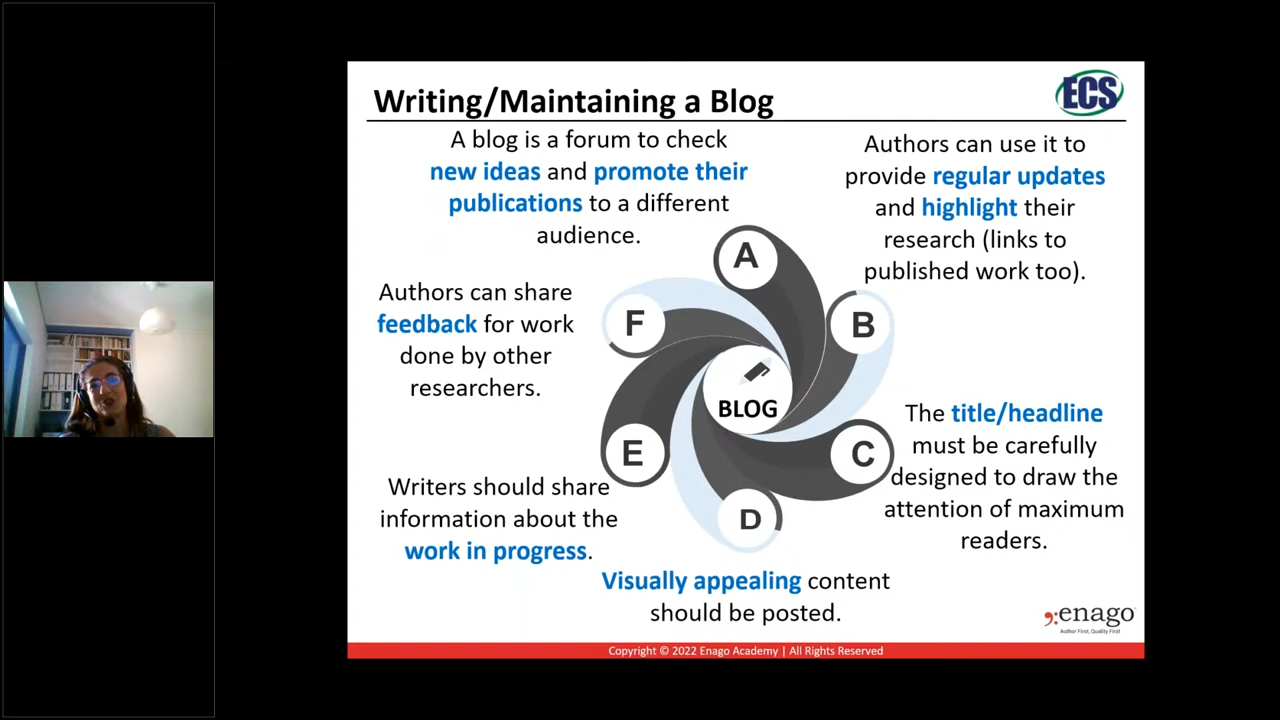 Writing/Maintaining a Blog
ECS
A blog is a forum to check
new ideas and promote their
publications to a different
audience.
Authors can use it to
provide regular updates
and highlight their
research (links to
published work too).
A
B
Authors can share
feedback for work
done by other
researchers.
F
BLOG
The title/headline
must be carefully
designed to draw the
attention of maximum
readers.
C
E
Writers should share
information about the
work in progress.
D
Visually appealing content
should be posted.
enago
Author First, Quality First
Copyright © 2022 Enago Academy | All Rights Reserved